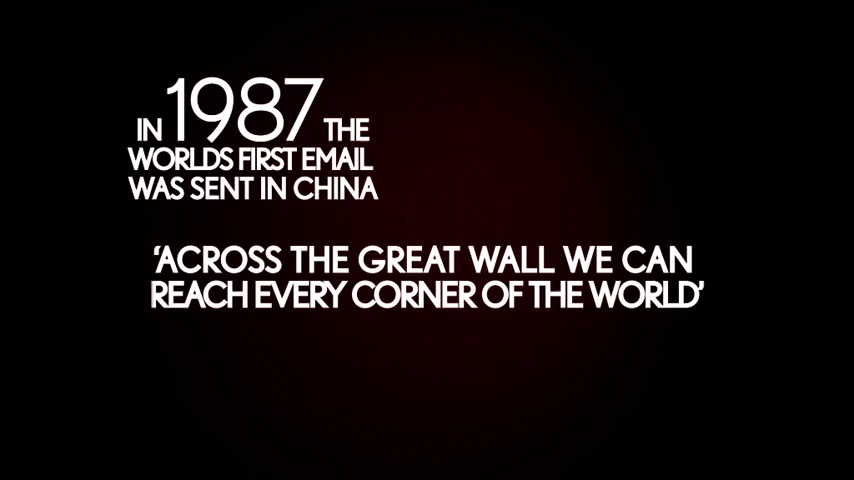 IN 1987 THE
WORLDS FIRST EMAIL
WAS SENT IN CHINA
‘ACROSS THE GREAT WALL WE CAN
REACH EVERY CORNER OF THE WORLD’